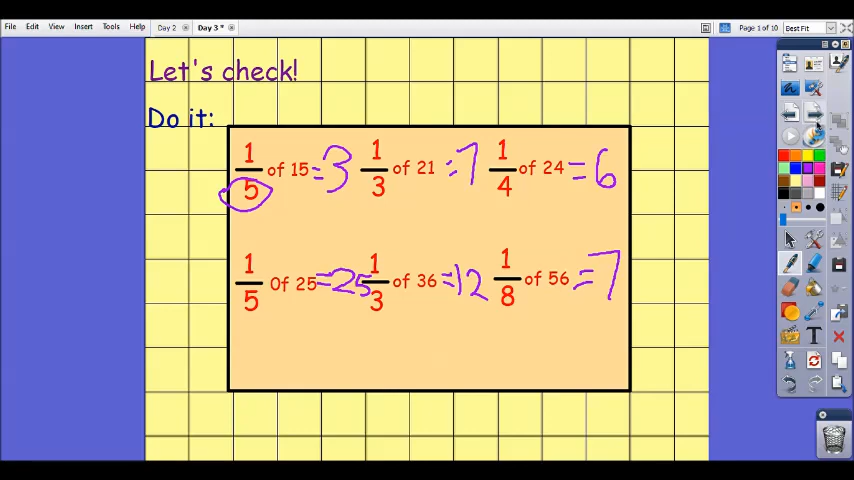 File Edit View Insert Tools Help
Day 2 Day 3 *
Page 1 of 10 Best Fit
Let's check!
Do it:
1/5 of 15 =3 1/3 of 21 =7 1/4 of 24 =6
1/5 Of 25 =25 1/3 of 36 =12 1/8 of 56 =7
T